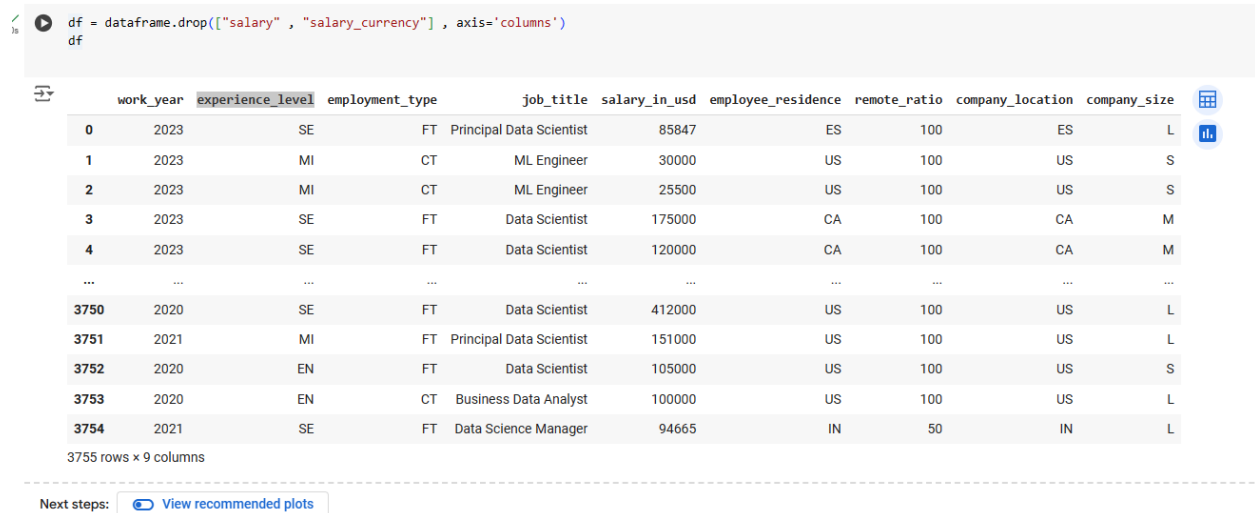 df = dataframe.drop(["salary" , "salary_currency"] , axis='columns')
df
work_year experience_level employment_type job_title salary_in_usd employee_residence remote_ratio company_location company_size
0 2023 SE FT Principal Data Scientist 85847 ES 100 ES L
1 2023 MI CT ML Engineer 30000 US 100 US S
2 2023 MI CT ML Engineer 25500 US 100 US S
3 2023 SE FT Data Scientist 175000 CA 100 CA M
4 2023 SE FT Data Scientist 120000 CA 100 CA M
... ... ... ... ... ... ... ... ... ...
3750 2020 SE FT Data Scientist 412000 US 100 US L
3751 2021 MI FT Principal Data Scientist 151000 US 100 US L
3752 2020 EN FT Data Scientist 105000 US 100 US S
3753 2020 EN CT Business Data Analyst 100000 US 100 US L
3754 2021 SE FT Data Science Manager 94665 IN 50 IN L
3755 rows × 9 columns
Next steps: View recommended plots